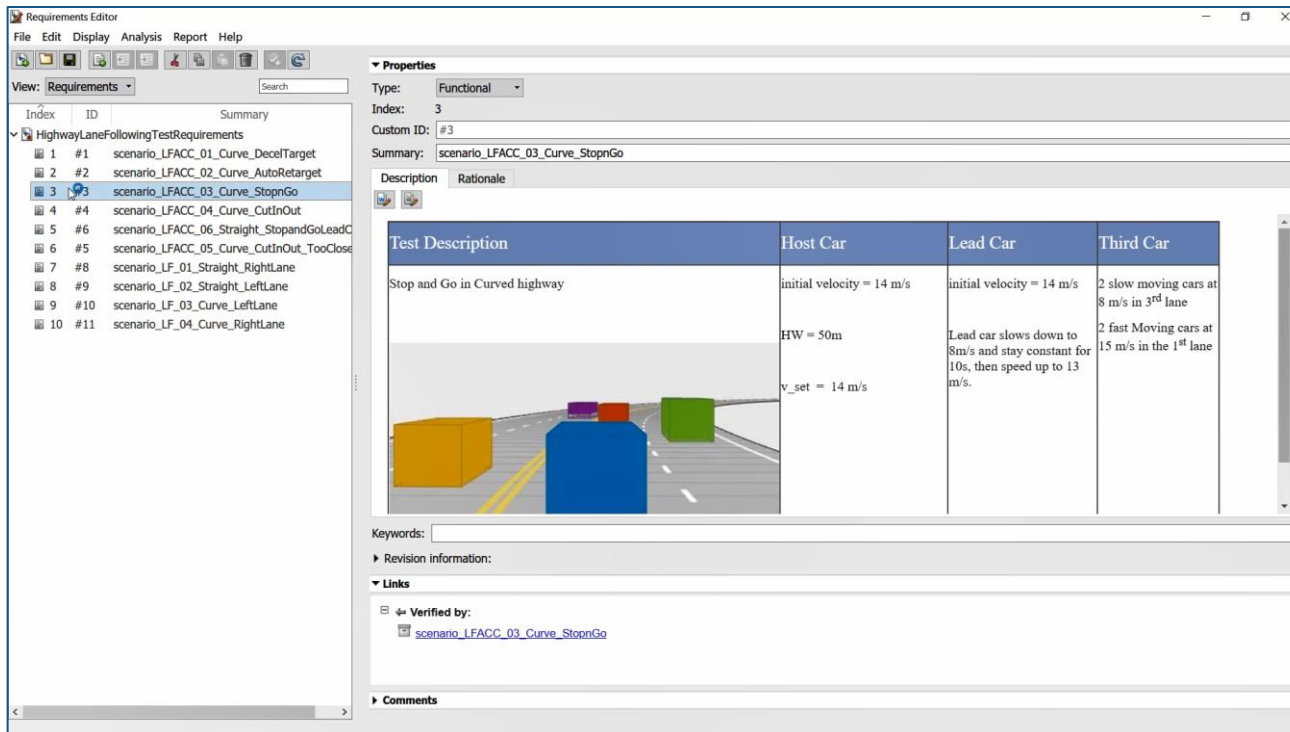 Requirements Editor
File Edit Display Analysis Report Help
View: Requirements
Search
Index ID Summary
HighwayLaneFollowingTestRequirements
1 #1 scenario_LFACC_01_Curve_DecelTarget
2 #2 scenario_LFACC_02_Curve_AutoRetarget
3 #3 scenario_LFACC_03_Curve_StopnGo
4 #4 scenario_LFACC_04_Curve_CutInOut
5 #6 scenario_LFACC_06_Straight_StopandGoLeadC
6 #5 scenario_LFACC_05_Curve_CutInOut_TooClose
7 #8 scenario_LF_01_Straight_RightLane
8 #9 scenario_LF_02_Straight_LeftLane
9 #10 scenario_LF_03_Curve_LeftLane
10 #11 scenario_LF_04_Curve_RightLane
Properties
Type: Functional
Index: 3
Custom ID: #3
Summary: scenario_LFACC_03_Curve_StopnGo
Description Rationale
Test Description Host Car Lead Car Third Car
Stop and Go in Curved highway
initial velocity = 14 m/s
HW = 50m
v_set = 14 m/s
initial velocity = 14 m/s
Lead car slows down to
8m/s and stay constant for
10s, then speed up to 13
m/s.
2 slow moving cars at
8 m/s in 3rd lane
2 fast Moving cars at
15 m/s in the 1st lane
Keywords:
Revision information:
Links
Verified by:
scenario_LFACC_03_Curve_StopnGo
Comments